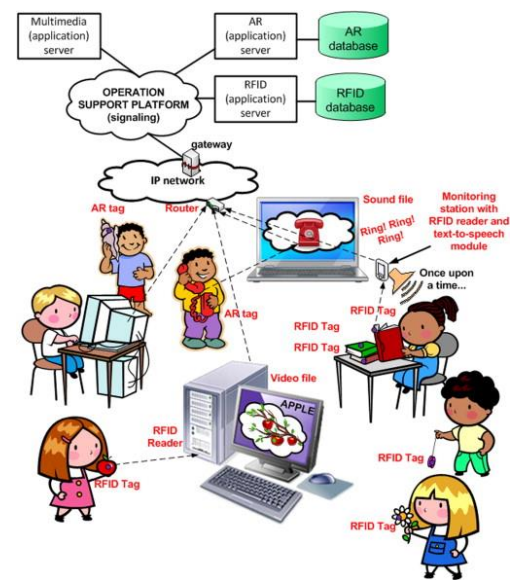 Multimedia
(application)
server
AR
(application)
server
AR
database
OPERATION
SUPPORT PLATFORM
(signaling)
RFID
(application)
server
RFID
database
gateway
IP network
AR tag
Router
Sound file
Monitoring
station with
RFID reader and
text-to-speech
module
Ring! Ring!
Ring!
Once upon
a time...
AR tag
RFID Tag
RFID Tag
RFID Tag
Video file
APPLE
RFID
Reader
RFID Tag
RFID Tag
RFID Tag